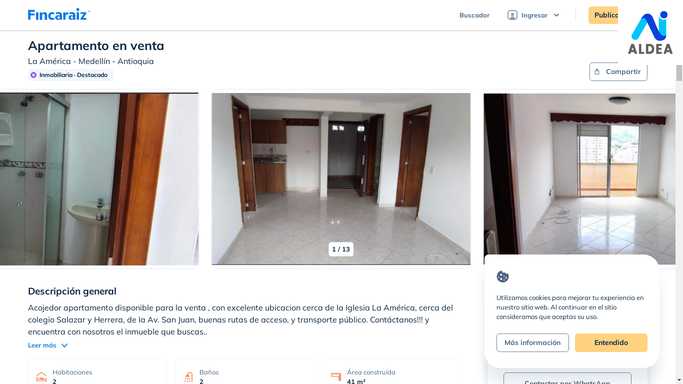 Fincaraiz
Buscador
Ingresar
Publica
ALDEA
Apartamento en venta
La América - Medellín - Antioquia
Inmobiliaria - Destacado
Compartir
1 / 13
Descripción general
Acojedor apartamento disponible para la venta , con excelente ubicacion cerca de la Iglesia La América, cerca del
colegio Salazar y Herrera, de la Av. San Juan, buenas rutas de acceso, y transporte público. Contáctanos!!! y
encuentra con nosotros el inmueble que buscas..
Leer más
Habitaciones
2
Baños
2
Área construida
41 m²
Utilizamos cookies para mejorar tu experiencia en
nuestro sitio web. Al continuar en el sitio
consideramos que aceptas su uso.
Más información
Entendido
Contactar por WhatsApp